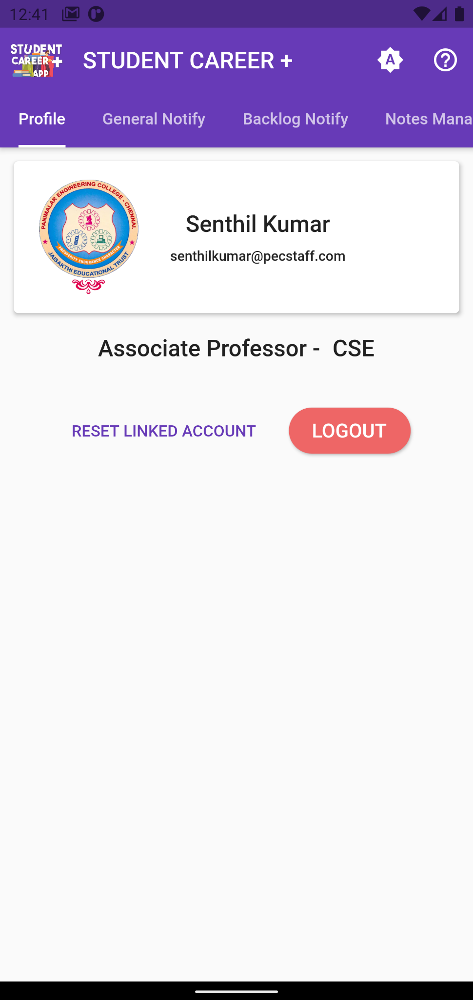 12:41
STUDENT
CAREER +
APP
STUDENT CAREER +
A
?
Profile
General Notify
Backlog Notify
Notes Mana
PANIMALAR ENGINEERING COLLEGE - CHENNAI.
PROSPERITY ENDURANCE CHARACTER
JAISAKTHI EDUCATIONAL TRUST
Senthil Kumar
senthilkumar@pecstaff.com
Associate Professor - CSE
RESET LINKED ACCOUNT
LOGOUT